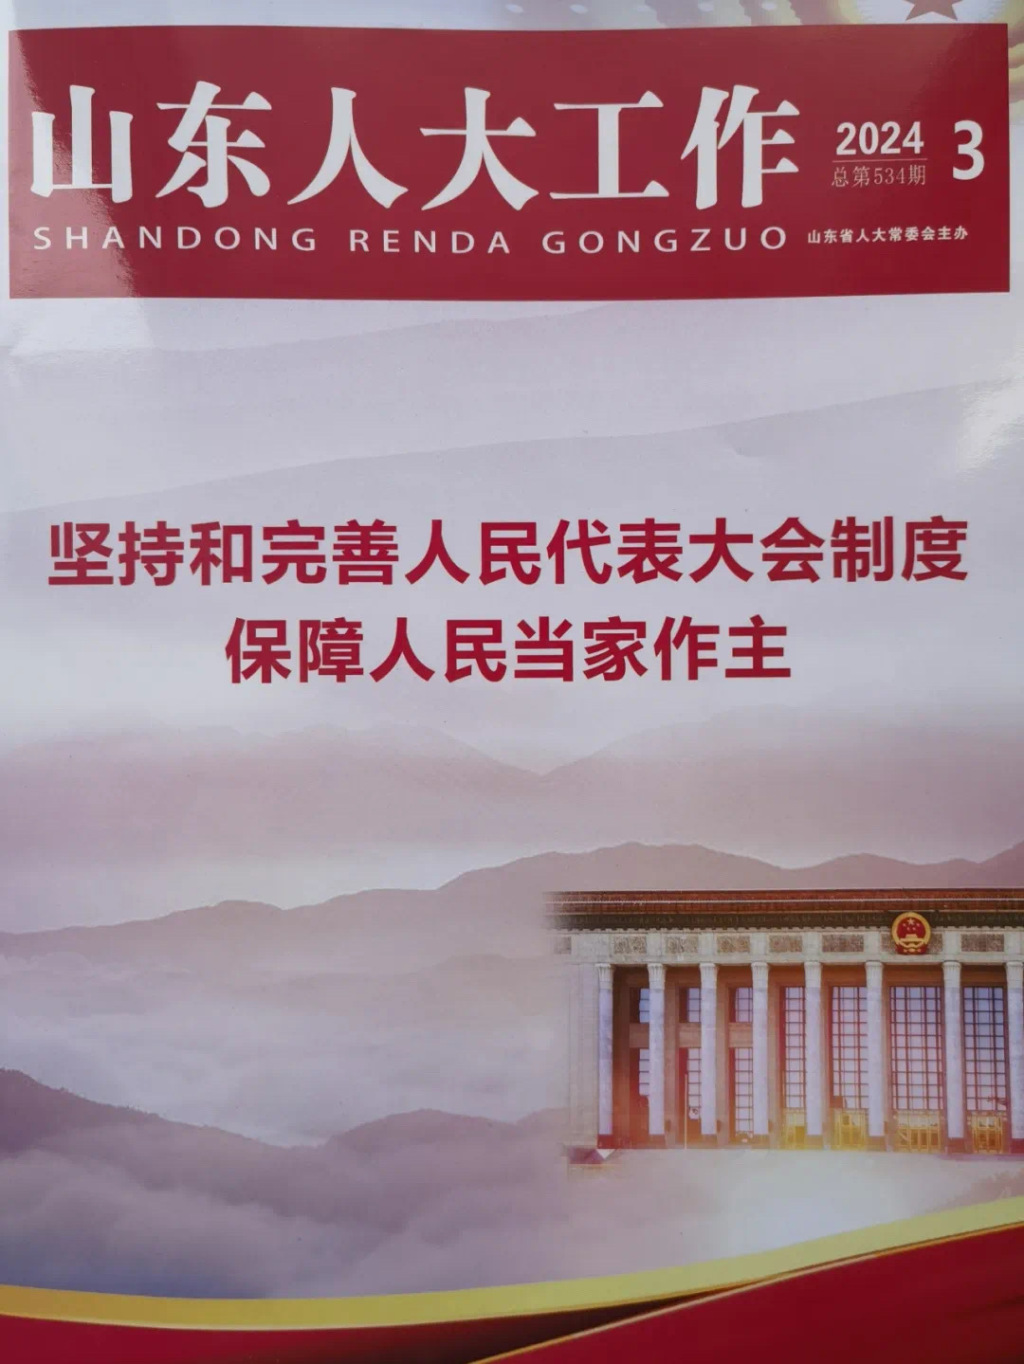 山东人大工作
2024 3
总第534期
SHANDONG RENDA GONGZUO
山东省人大常委会主办
坚持和完善人民代表大会制度
保障人民当家作主